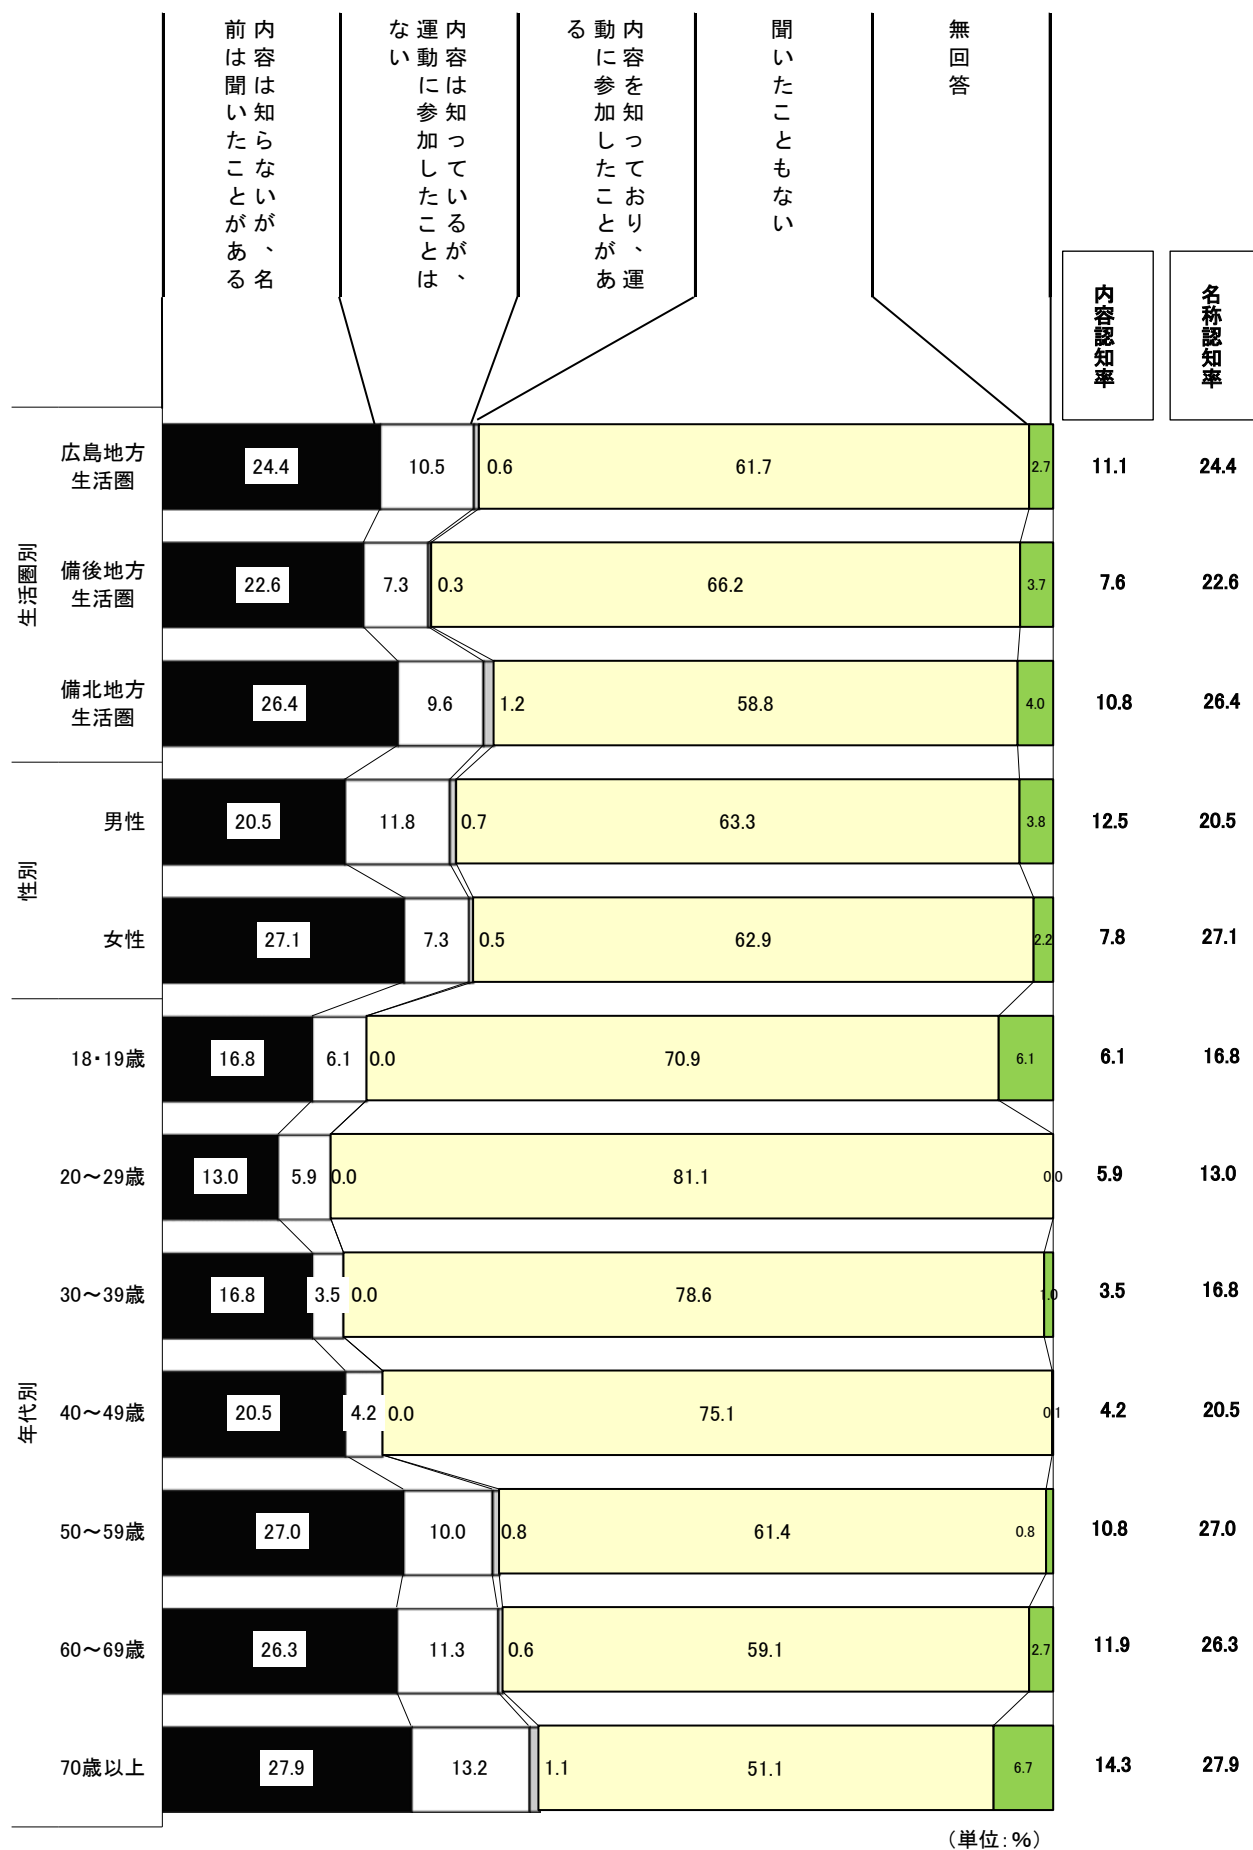 内容は知らないが、名
前は聞いたことがある
内容は知っているが、
運動に参加したことは
ない
内容を知っており、運
動に参加したことがあ
る
聞いたこともない
無回答
内容認知率
名称認知率
生活圏別
広島地方
生活圏
24.4
10.5
0.6
61.7
2.7
11.1
24.4
備後地方
生活圏
22.6
7.3
0.3
66.2
3.7
7.6
22.6
備北地方
生活圏
26.4
9.6
1.2
58.8
4.0
10.8
26.4
性別
男性
20.5
11.8
0.7
63.3
3.8
12.5
20.5
女性
27.1
7.3
0.5
62.9
2.2
7.8
27.1
年代別
18・19歳
16.8
6.1
0.0
70.9
6.1
6.1
16.8
20～29歳
13.0
5.9
0.0
81.1
0.0
5.9
13.0
30～39歳
16.8
3.5
0.0
78.6
1.0
3.5
16.8
40～49歳
20.5
4.2
0.0
75.1
0.1
4.2
20.5
50～59歳
27.0
10.0
0.8
61.4
0.8
10.8
27.0
60～69歳
26.3
11.3
0.6
59.1
2.7
11.9
26.3
70歳以上
27.9
13.2
1.1
51.1
6.7
14.3
27.9
（単位：％）